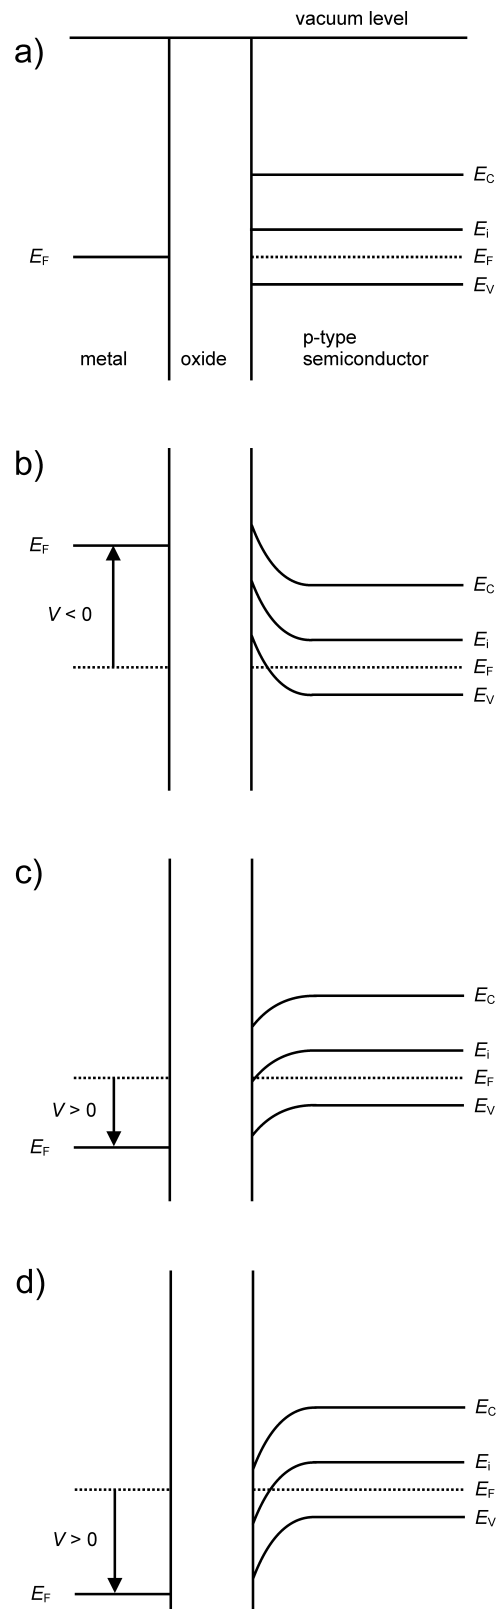 vacuum level
a)
E_C
E_i
E_F E_F
E_V
metal oxide p-type
semiconductor
b)
E_F
E_C
V < 0
E_i
E_F
E_V
c)
E_C
E_i
E_F
V > 0
E_V
E_F
d)
E_C
E_i
E_F
E_V
V > 0
E_F